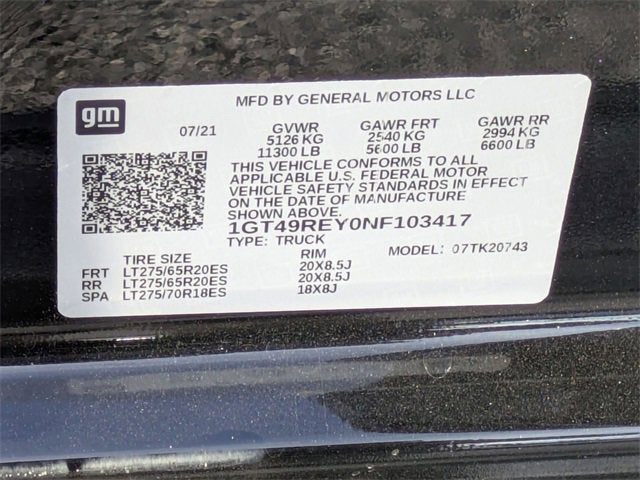 gm
MFD BY GENERAL MOTORS LLC
07/21 GVWR GAWR FRT GAWR RR
5126 KG 2540 KG 2994 KG
11300 LB 5600 LB 6600 LB
THIS VEHICLE CONFORMS TO ALL
APPLICABLE U.S. FEDERAL MOTOR
VEHICLE SAFETY STANDARDS IN EFFECT
ON THE DATE OF MANUFACTURE
SHOWN ABOVE.
1GT49REY0NF103417
TYPE: TRUCK MODEL: 07TK20743
TIRE SIZE RIM
FRT LT275/65R20ES 20X8.5J
RR LT275/65R20ES 20X8.5J
SPA LT275/70R18ES 18X8J